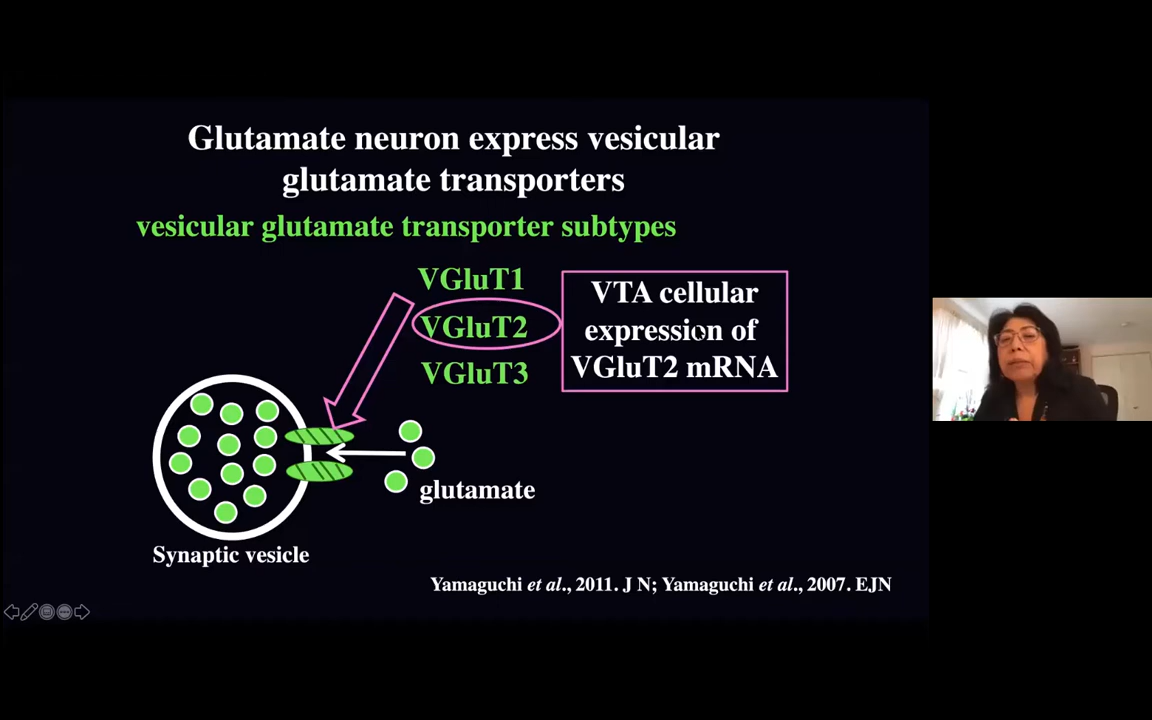 Glutamate neuron express vesicular
glutamate transporters
vesicular glutamate transporter subtypes
VGluT1
VGluT2
VGluT3
VTA cellular
expression of
VGluT2 mRNA
glutamate
Synaptic vesicle
Yamaguchi et al., 2011. J N; Yamaguchi et al., 2007. EJN